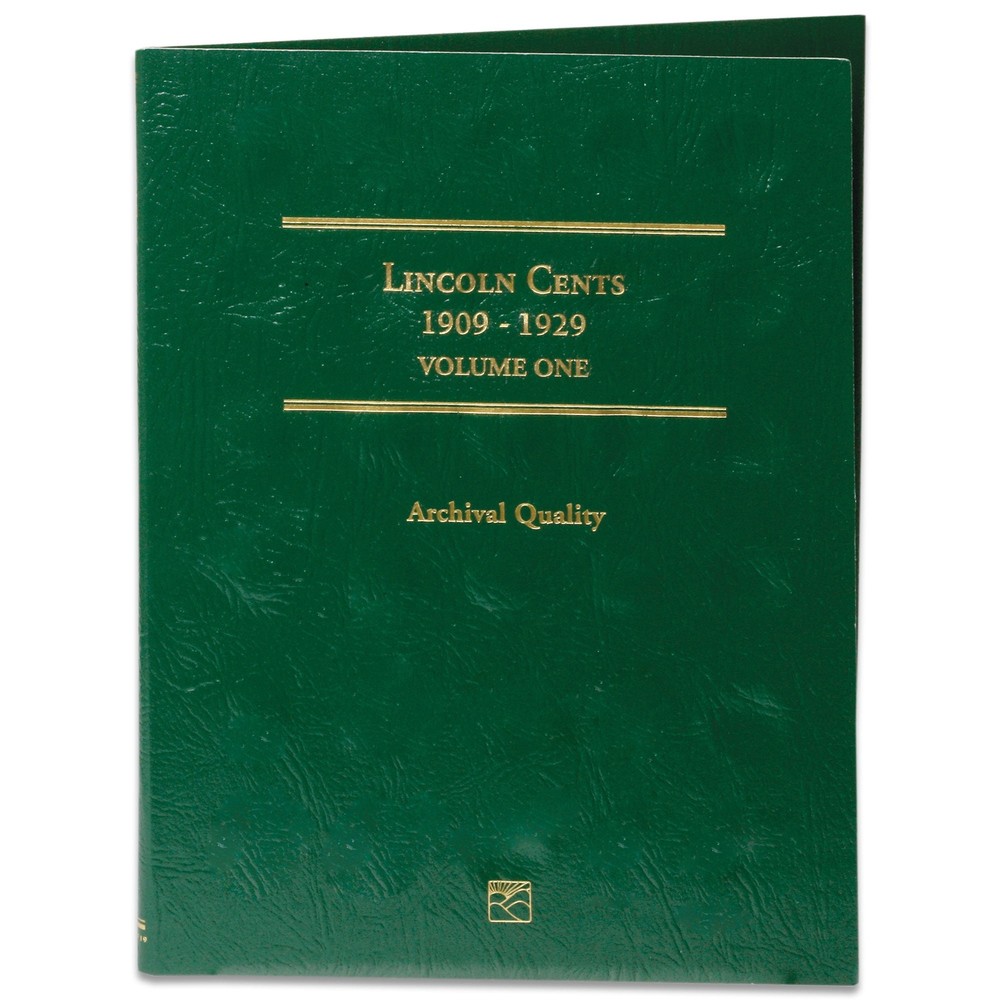 LINCOLN CENTS
1909 - 1929
VOLUME ONE
Archival Quality